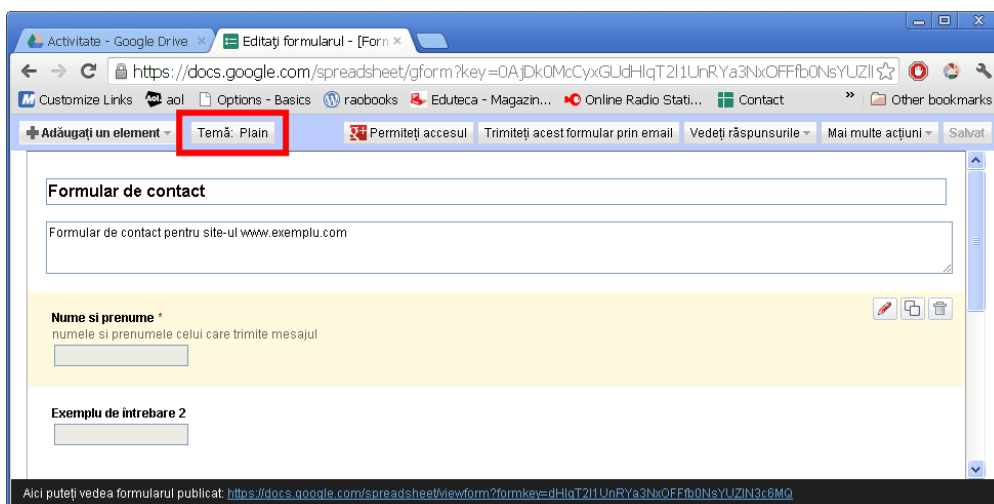 Activitate - Google Drive
Editați formularul - [Forn
https://docs.google.com/spreadsheet/gform?key=0AjDk0McCyxGUdHlqT2l1UnRYa3NxOFFfb0NsYUZlI
Customize Links aol Options - Basics raobooks Eduteca - Magazin... Online Radio Stati... Contact » Other bookmarks
Adăugați un element Temă: Plain Permiteți accesul Trimiteți acest formular prin email Vedeți răspunsurile Mai multe acțiuni Salvat
Formular de contact
Formular de contact pentru site-ul www.exemplu.com
Nume si prenume *
numele si prenumele celui care trimite mesajul
Exemplu de întrebare 2
Aici puteți vedea formularul publicat: https://docs.google.com/spreadsheet/viewform?formkey=dHlqT2l1UnRYa3NxOFFfb0NsYUZlN3c6MQ